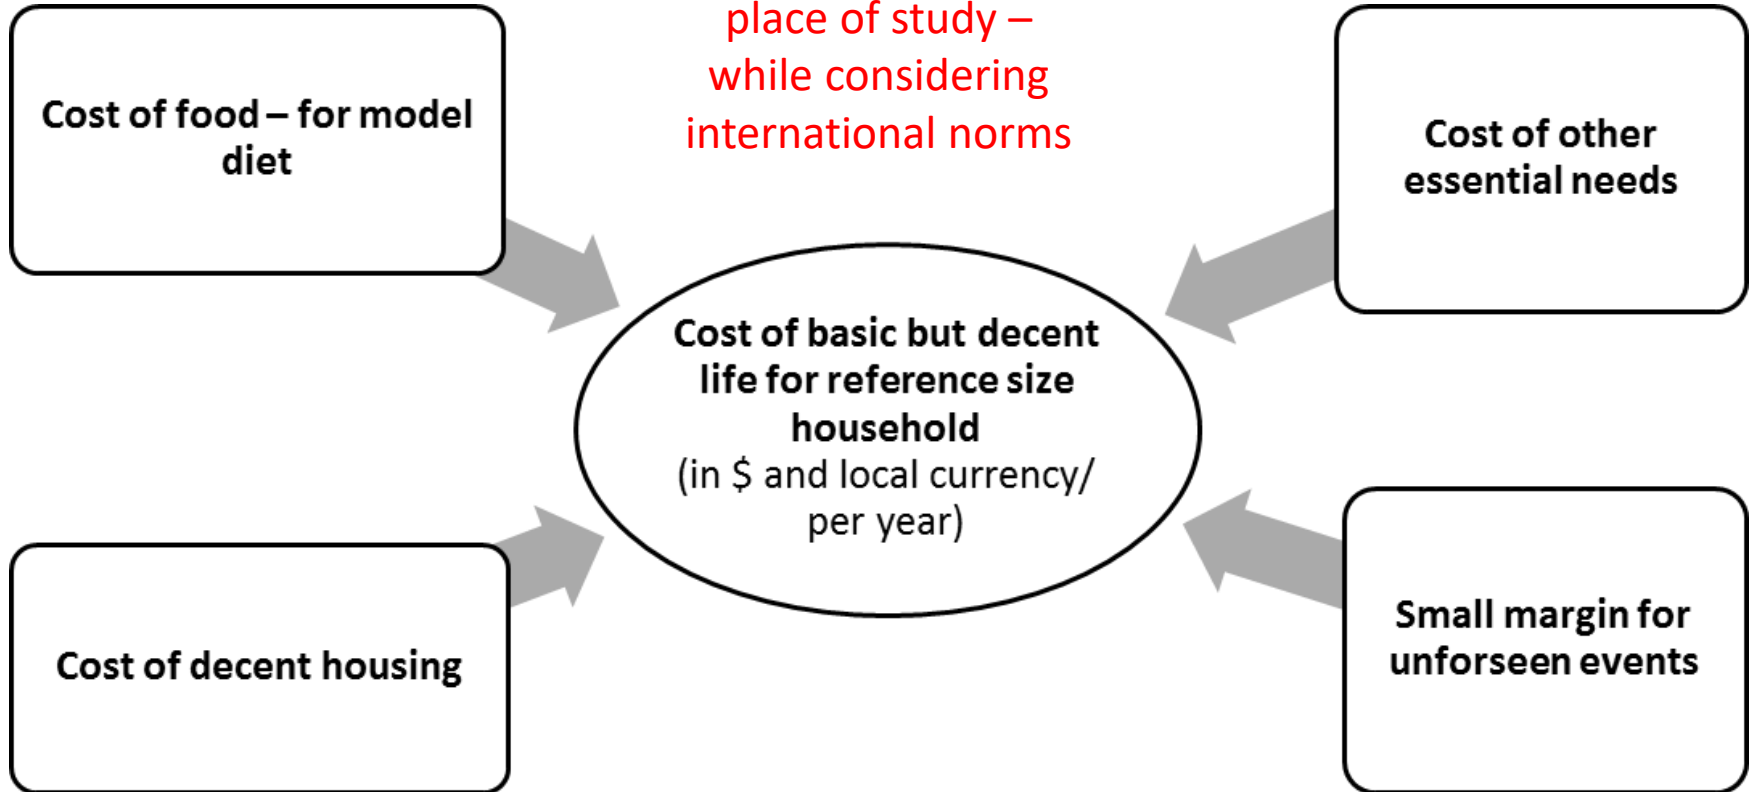 place of study –
while considering
international norms
Cost of food – for model
diet
Cost of other
essential needs
Cost of basic but decent
life for reference size
household
(in $ and local currency/
per year)
Cost of decent housing
Small margin for
unforseen events